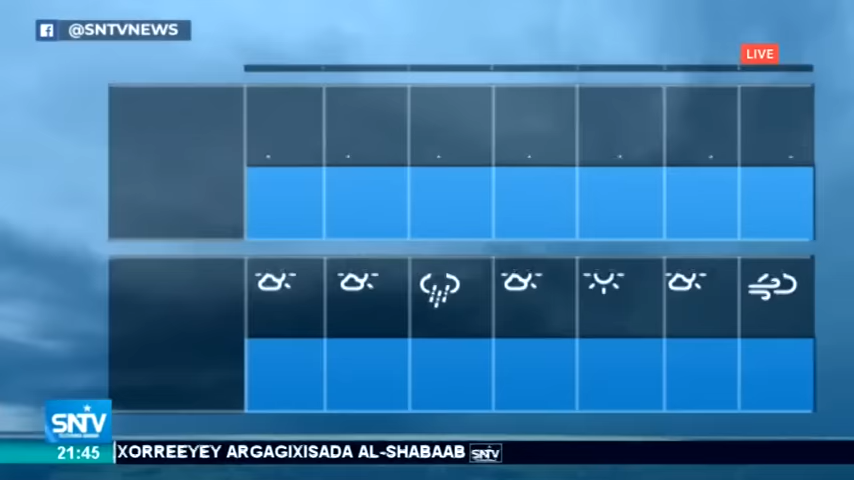 @SNTVNEWS
LIVE
SNTV
21:45
XORREEYEY ARGAGIXISADA AL-SHABAAB SNTV